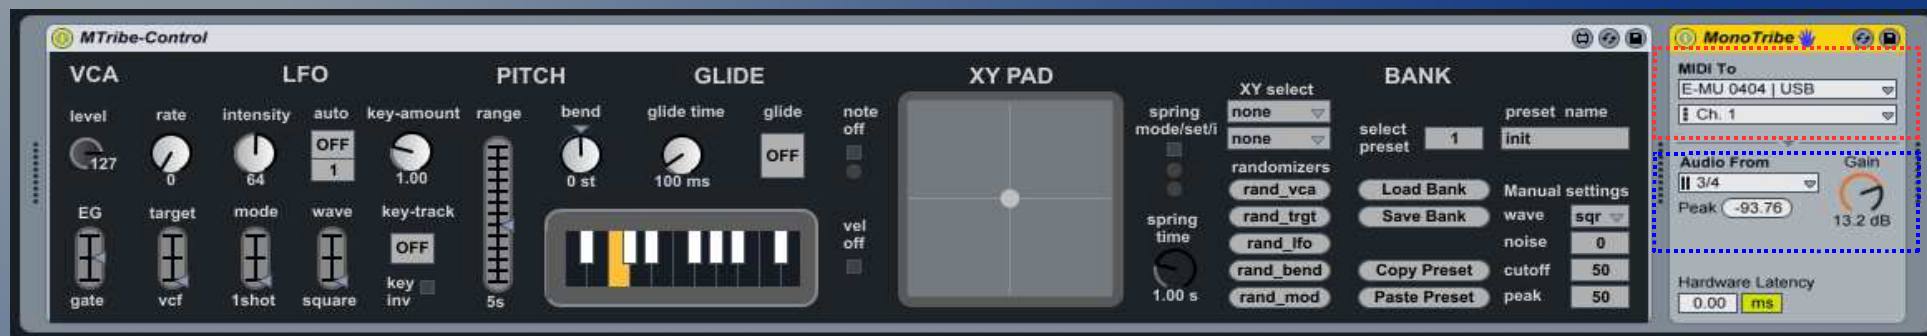 MTribe-Control
VCA
LFO
PITCH
GLIDE
XY PAD
BANK
level
127
rate
0
intensity
64
auto
OFF
1
key-amount
1.00
EG
gate
target
vcf
mode
1shot
wave
square
key-track
OFF
key
inv
range
5s
bend
0 st
glide time
100 ms
glide
OFF
note
off
vel
off
spring
mode/set/i
spring
time
1.00 s
XY select
none
none
randomizers
rand_vca
rand_trgt
rand_lfo
rand_bend
rand_mod
select
preset
1
Load Bank
Save Bank
Copy Preset
Paste Preset
preset name
init
Manual settings
wave
sqr
noise
0
cutoff
50
peak
50
MonoTribe
MIDI To
E-MU 0404 | USB
Ch. 1
Audio From
3/4
Peak -93.76
Gain
13.2 dB
Hardware Latency
0.00 ms